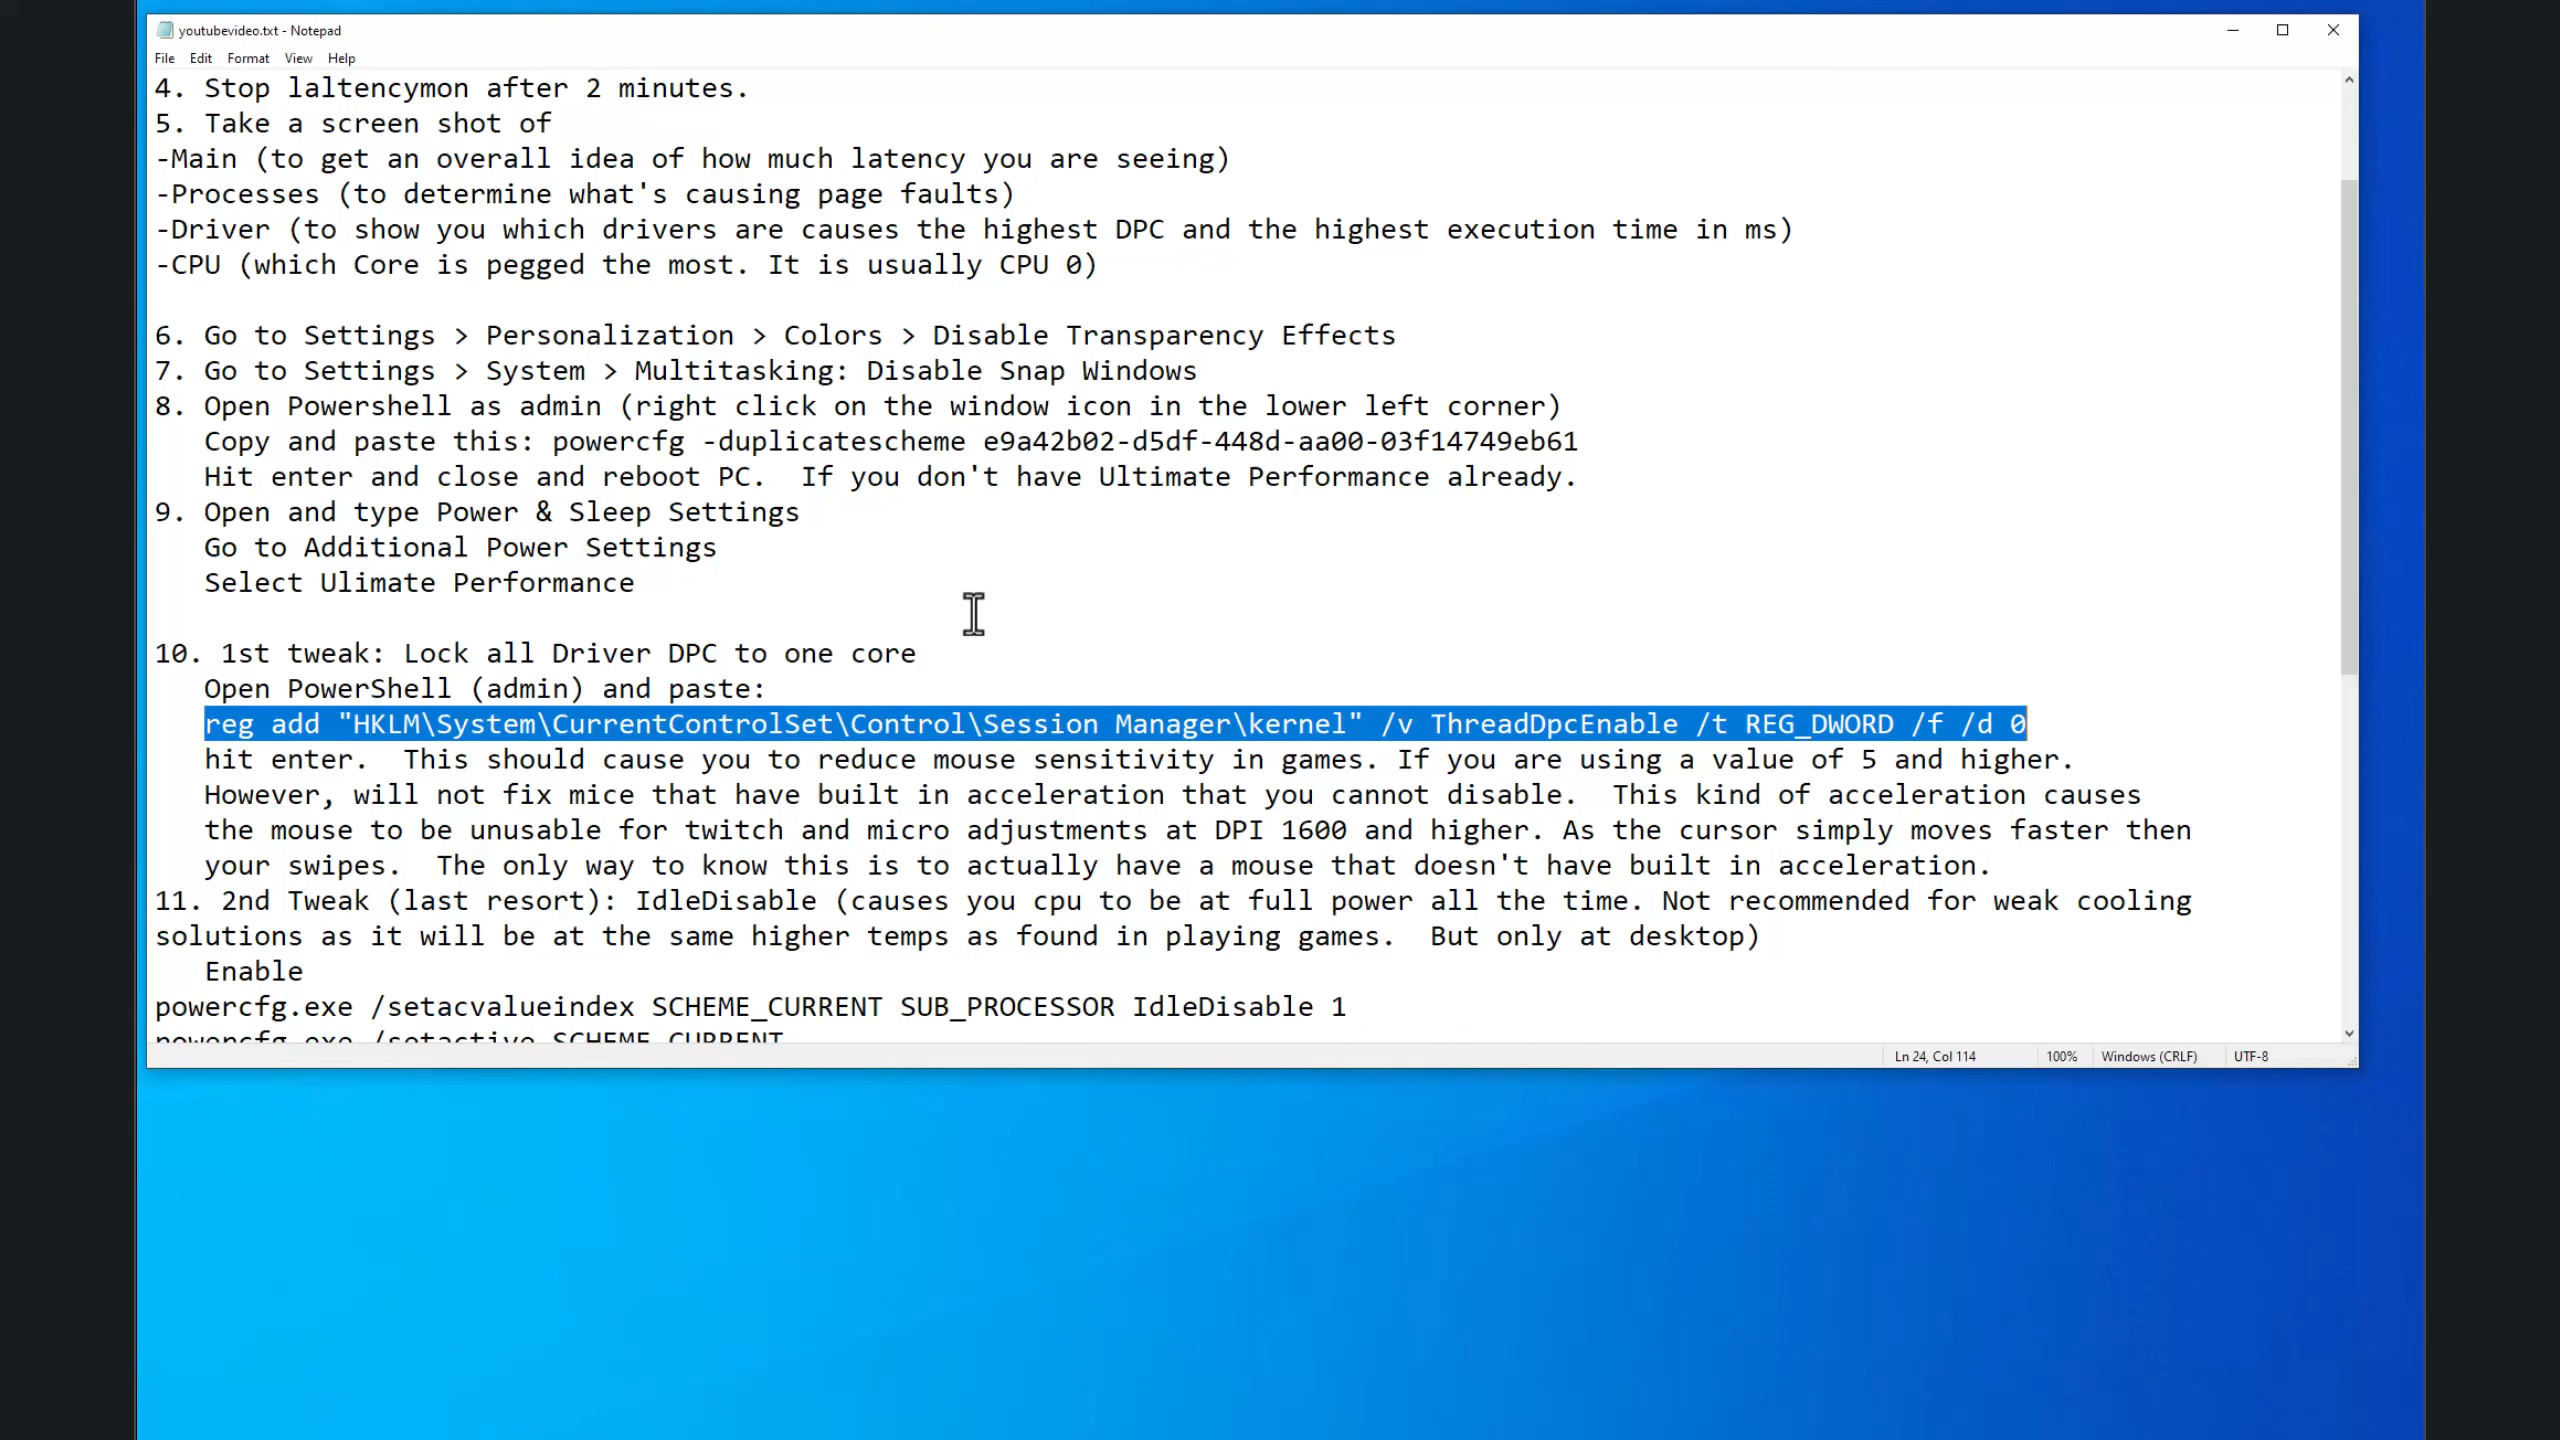 youtubevideo.txt - Notepad
File Edit Format View Help
4. Stop laltencymon after 2 minutes.
5. Take a screen shot of
-Main (to get an overall idea of how much latency you are seeing)
-Processes (to determine what's causing page faults)
-Driver (to show you which drivers are causes the highest DPC and the highest execution time in ms)
-CPU (which Core is pegged the most. It is usually CPU 0)
6. Go to Settings > Personalization > Colors > Disable Transparency Effects
7. Go to Settings > System > Multitasking: Disable Snap Windows
8. Open Powershell as admin (right click on the window icon in the lower left corner)
Copy and paste this: powercfg -duplicatescheme e9a42b02-d5df-448d-aa00-03f14749eb61
Hit enter and close and reboot PC.  If you don't have Ultimate Performance already.
9. Open and type Power & Sleep Settings
Go to Additional Power Settings
Select Ulimate Performance
10. 1st tweak: Lock all Driver DPC to one core
Open PowerShell (admin) and paste:
reg add "HKLM\System\CurrentControlSet\Control\Session Manager\kernel" /v ThreadDpcEnable /t REG_DWORD /f /d 0
hit enter.  This should cause you to reduce mouse sensitivity in games. If you are using a value of 5 and higher.
However, will not fix mice that have built in acceleration that you cannot disable.  This kind of acceleration causes
the mouse to be unusable for twitch and micro adjustments at DPI 1600 and higher. As the cursor simply moves faster then
your swipes.  The only way to know this is to actually have a mouse that doesn't have built in acceleration.
11. 2nd Tweak (last resort): IdleDisable (causes you cpu to be at full power all the time. Not recommended for weak cooling
solutions as it will be at the same higher temps as found in playing games.  But only at desktop)
Enable
powercfg.exe /setacvalueindex SCHEME_CURRENT SUB_PROCESSOR IdleDisable 1
powercfg.exe /setactive SCHEME_CURRENT
Ln 24, Col 114 100% Windows (CRLF) UTF-8